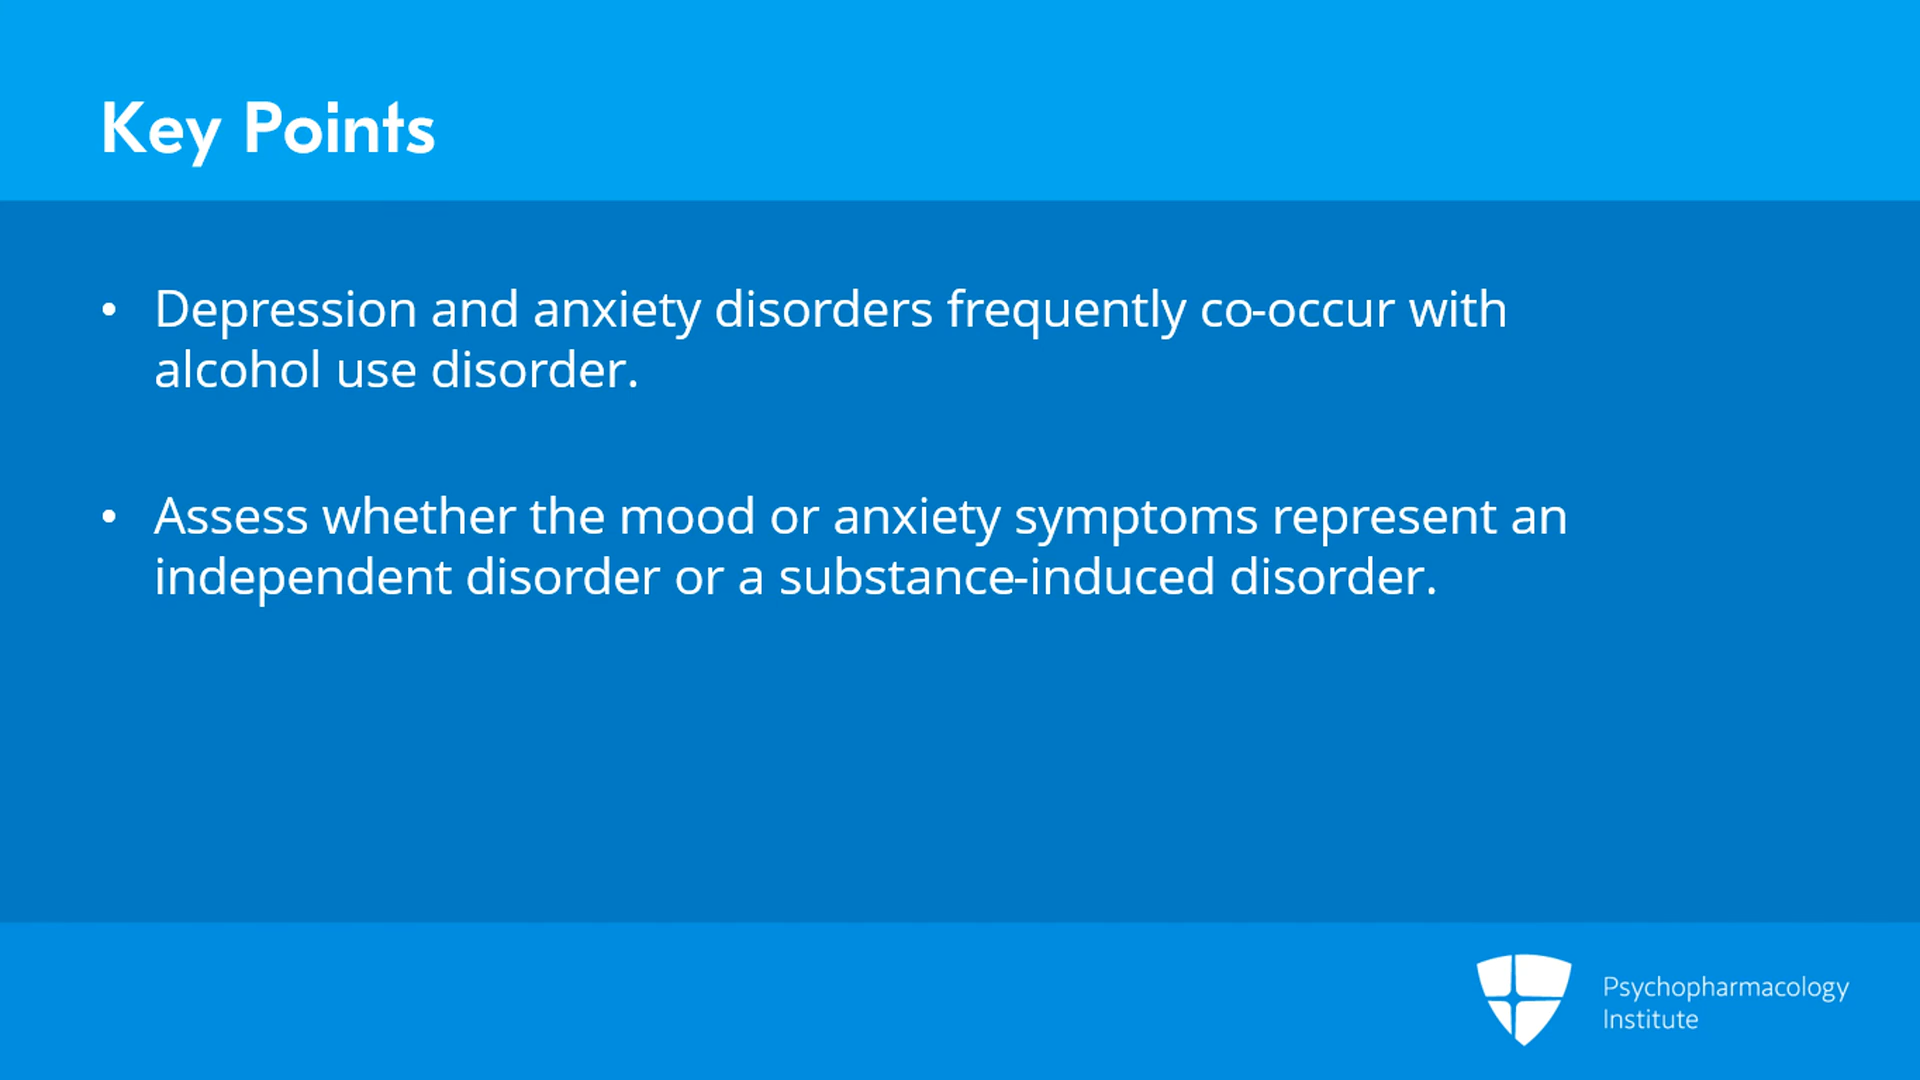 Key Points
• Depression and anxiety disorders frequently co-occur with
alcohol use disorder.
• Assess whether the mood or anxiety symptoms represent an
independent disorder or a substance-induced disorder.
Psychopharmacology
Institute